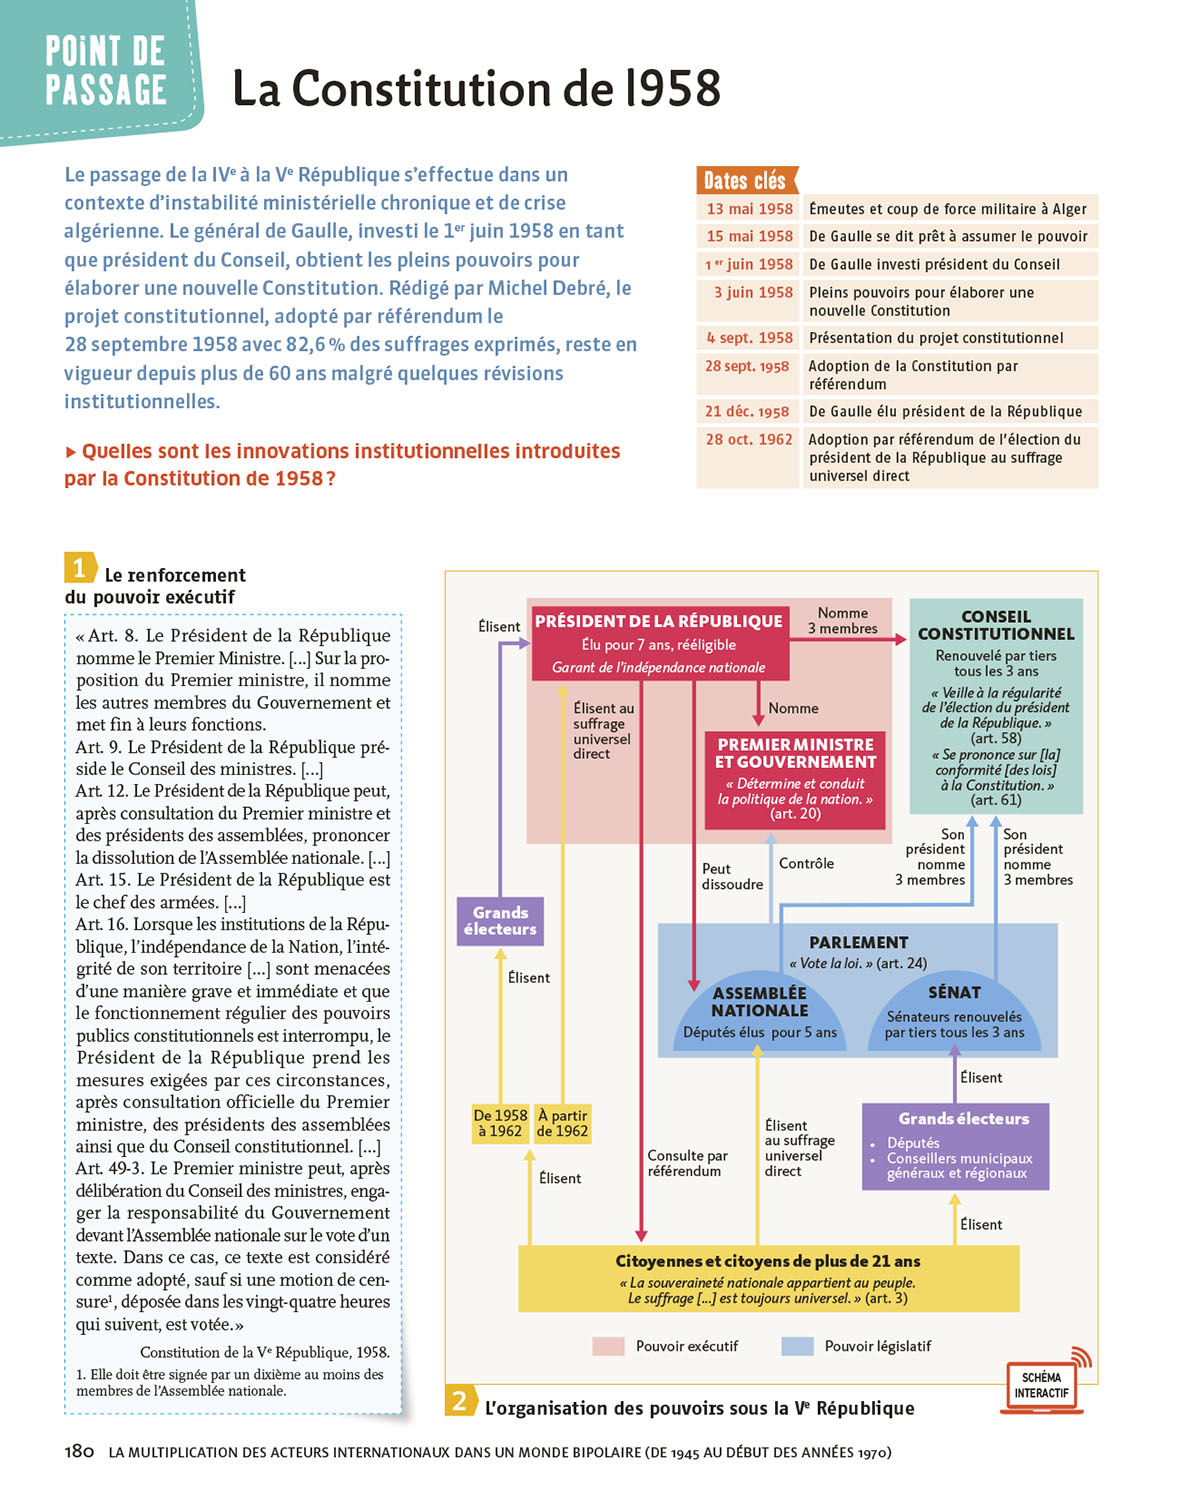 POiNT DE
PASSAGE
La Constitution de 1958
Le passage de la IVe à la Ve République s'effectue dans un
contexte d'instabilité ministérielle chronique et de crise
algérienne. Le général de Gaulle, investi le 1er juin 1958 en tant
que président du Conseil, obtient les pleins pouvoirs pour
élaborer une nouvelle Constitution. Rédigé par Michel Debré, le
projet constitutionnel, adopté par référendum le
28 septembre 1958 avec 82,6 % des suffrages exprimés, reste en
vigueur depuis plus de 60 ans malgré quelques révisions
institutionnelles.
▶ Quelles sont les innovations institutionnelles introduites
par la Constitution de 1958 ?
Dates clés
13 mai 1958 Émeutes et coup de force militaire à Alger
15 mai 1958 De Gaulle se dit prêt à assumer le pouvoir
1 er juin 1958 De Gaulle investi président du Conseil
3 juin 1958 Pleins pouvoirs pour élaborer une
nouvelle Constitution
4 sept. 1958 Présentation du projet constitutionnel
28 sept. 1958 Adoption de la Constitution par
référendum
21 déc. 1958 De Gaulle élu président de la République
28 oct. 1962 Adoption par référendum de l'élection du
président de la République au suffrage
universel direct
1 Le renforcement
du pouvoir exécutif
« Art. 8. Le Président de la République
nomme le Premier Ministre. [...] Sur la pro-
position du Premier ministre, il nomme
les autres membres du Gouvernement et
met fin à leurs fonctions.
Art. 9. Le Président de la République pré-
side le Conseil des ministres. [...]
Art. 12. Le Président de la République peut,
après consultation du Premier ministre et
des présidents des assemblées, prononcer
la dissolution de l'Assemblée nationale. [...]
Art. 15. Le Président de la République est
le chef des armées. [...]
Art. 16. Lorsque les institutions de la Répu-
blique, l'indépendance de la Nation, l'inté-
grité de son territoire [...] sont menacées
d'une manière grave et immédiate et que
le fonctionnement régulier des pouvoirs
publics constitutionnels est interrompu, le
Président de la République prend les
mesures exigées par ces circonstances,
après consultation officielle du Premier
ministre, des présidents des assemblées
ainsi que du Conseil constitutionnel. [...]
Art. 49-3. Le Premier ministre peut, après
délibération du Conseil des ministres, enga-
ger la responsabilité du Gouvernement
devant l'Assemblée nationale sur le vote d'un
texte. Dans ce cas, ce texte est considéré
comme adopté, sauf si une motion de cen-
sure1, déposée dans les vingt-quatre heures
qui suivent, est votée.»
Constitution de la Ve République, 1958.
1. Elle doit être signée par un dixième au moins des
membres de l'Assemblée nationale.
Élisent
PRÉSIDENT DE LA RÉPUBLIQUE
Élu pour 7 ans, rééligible
Garant de l'indépendance nationale
Nomme
3 membres
CONSEIL
CONSTITUTIONNEL
Renouvelé par tiers
tous les 3 ans
« Veille à la régularité
de l'élection du président
de la République. »
(art. 58)
« Se prononce sur [la]
conformité [des lois]
à la Constitution. »
(art. 61)
Élisent au
suffrage
universel
direct
Nomme
PREMIER MINISTRE
ET GOUVERNEMENT
« Détermine et conduit
la politique de la nation. »
(art. 20)
Peut
dissoudre
Contrôle
Son
président
nomme
3 membres
Son
président
nomme
3 membres
Grands
électeurs
Élisent
PARLEMENT
« Vote la loi. » (art. 24)
ASSEMBLÉE
NATIONALE
Députés élus pour 5 ans
SÉNAT
Sénateurs renouvelés
par tiers tous les 3 ans
Élisent
De 1958
à 1962
À partir
de 1962
Grands électeurs
• Députés
• Conseillers municipaux
généraux et régionaux
Élisent
Consulte par
référendum
Élisent
au suffrage
universel
direct
Élisent
Citoyennes et citoyens de plus de 21 ans
« La souveraineté nationale appartient au peuple.
Le suffrage [...] est toujours universel. » (art. 3)
Pouvoir exécutif
Pouvoir législatif
SCHÉMA
INTERACTIF
2 L'organisation des pouvoirs sous la Ve République
180 LA MULTIPLICATION DES ACTEURS INTERNATIONAUX DANS UN MONDE BIPOLAIRE (DE 1945 AU DÉBUT DES ANNÉES 1970)